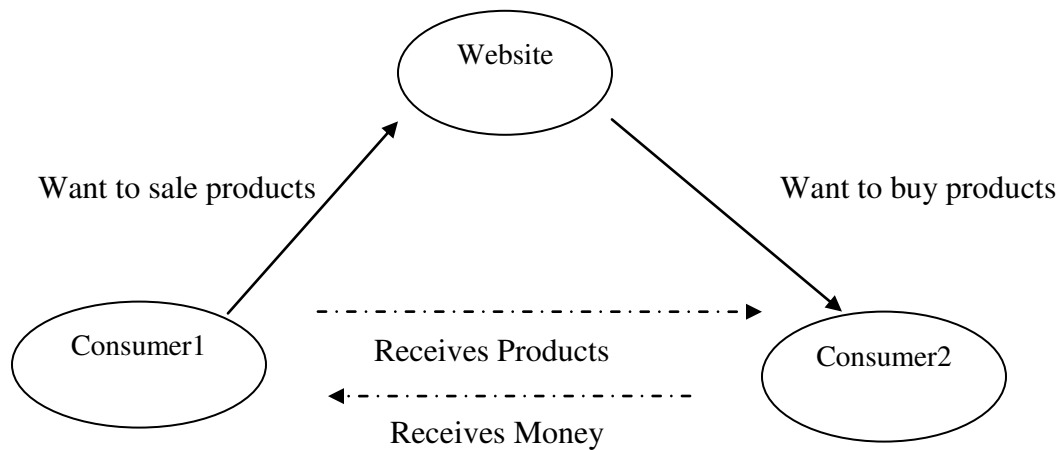 Website
Want to sale products
Want to buy products
Consumer1
Receives Products
Consumer2
Receives Money